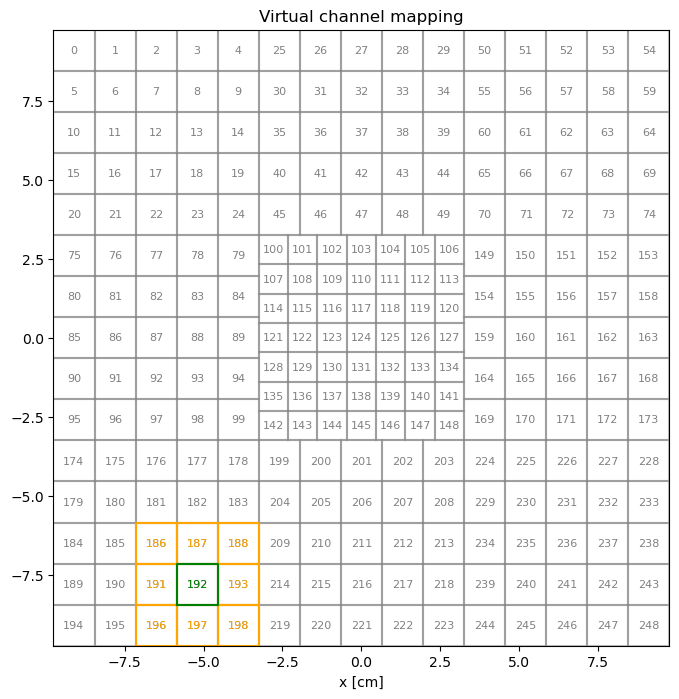 Virtual channel mapping
0 1 2 3 4 25 26 27 28 29 50 51 52 53 54
7.5 5 6 7 8 9 30 31 32 33 34 55 56 57 58 59
10 11 12 13 14 35 36 37 38 39 60 61 62 63 64
5.0 15 16 17 18 19 40 41 42 43 44 65 66 67 68 69
20 21 22 23 24 45 46 47 48 49 70 71 72 73 74
2.5 75 76 77 78 79 100 101 102 103 104 105 106 149 150 151 152 153
107 108 109 110 111 112 113
80 81 82 83 84 114 115 116 117 118 119 120 154 155 156 157 158
0.0 85 86 87 88 89 121 122 123 124 125 126 127 159 160 161 162 163
90 91 92 93 94 128 129 130 131 132 133 134 164 165 166 167 168
135 136 137 138 139 140 141
−2.5 95 96 97 98 99 142 143 144 145 146 147 148 169 170 171 172 173
174 175 176 177 178 199 200 201 202 203 224 225 226 227 228
−5.0 179 180 181 182 183 204 205 206 207 208 229 230 231 232 233
184 185 186 187 188 209 210 211 212 213 234 235 236 237 238
−7.5 189 190 191 192 193 214 215 216 217 218 239 240 241 242 243
194 195 196 197 198 219 220 221 222 223 244 245 246 247 248
−7.5 −5.0 −2.5 0.0 2.5 5.0 7.5
x [cm]